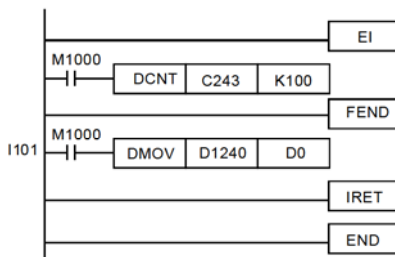 EI
M1000
DCNT C243 K100
FEND
M1000
I101 DMOV D1240 D0
IRET
END